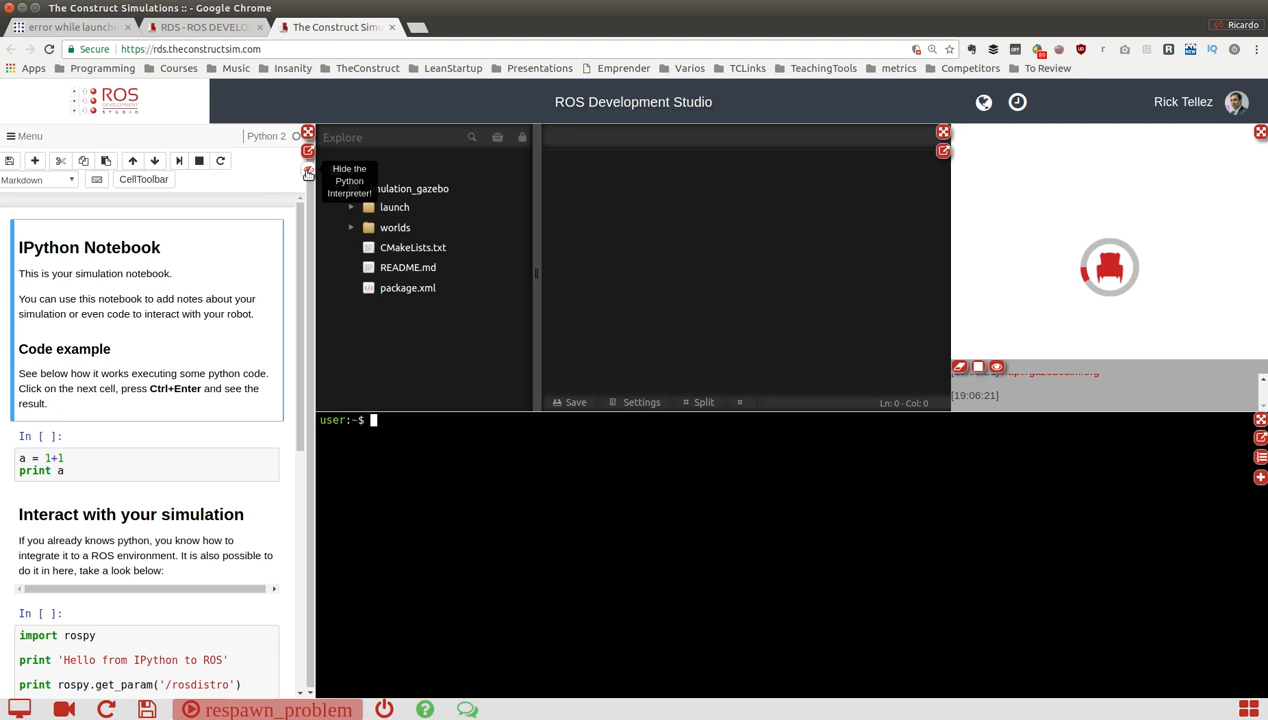 The Construct Simulations :: - Google Chrome
error while launchi
RDS - ROS DEVELO
The Construct Simu
Ricardo
Secure
https://rds.theconstructsim.com
Apps
Programming
Courses
Music
Insanity
TheConstruct
LeanStartup
Presentations
Emprender
Varios
TCLinks
TeachingTools
metrics
Competitors
To Review
ROS
DEVELOPMENT
STUDIO
ROS Development Studio
Rick Tellez
Menu
Python 2
Markdown
CellToolbar
Hide the
Python
Interpreter!
Explore
mulation_gazebo
launch
worlds
CMakeLists.txt
README.md
package.xml
IPython Notebook
This is your simulation notebook.
You can use this notebook to add notes about your
simulation or even code to interact with your robot.
Code example
See below how it works executing some python code.
Click on the next cell, press Ctrl+Enter and see the
result.
In [ ]:
a = 1+1
print a
Interact with your simulation
If you already knows python, you know how to
integrate it to a ROS environment. It is also possible to
do it in here, take a look below:
In [ ]:
import rospy
print 'Hello from IPython to ROS'
print rospy.get_param('/rosdistro')
Save
Settings
Split
Ln: 0 · Col: 0
[19:06:21]
user:~$
respawn_problem